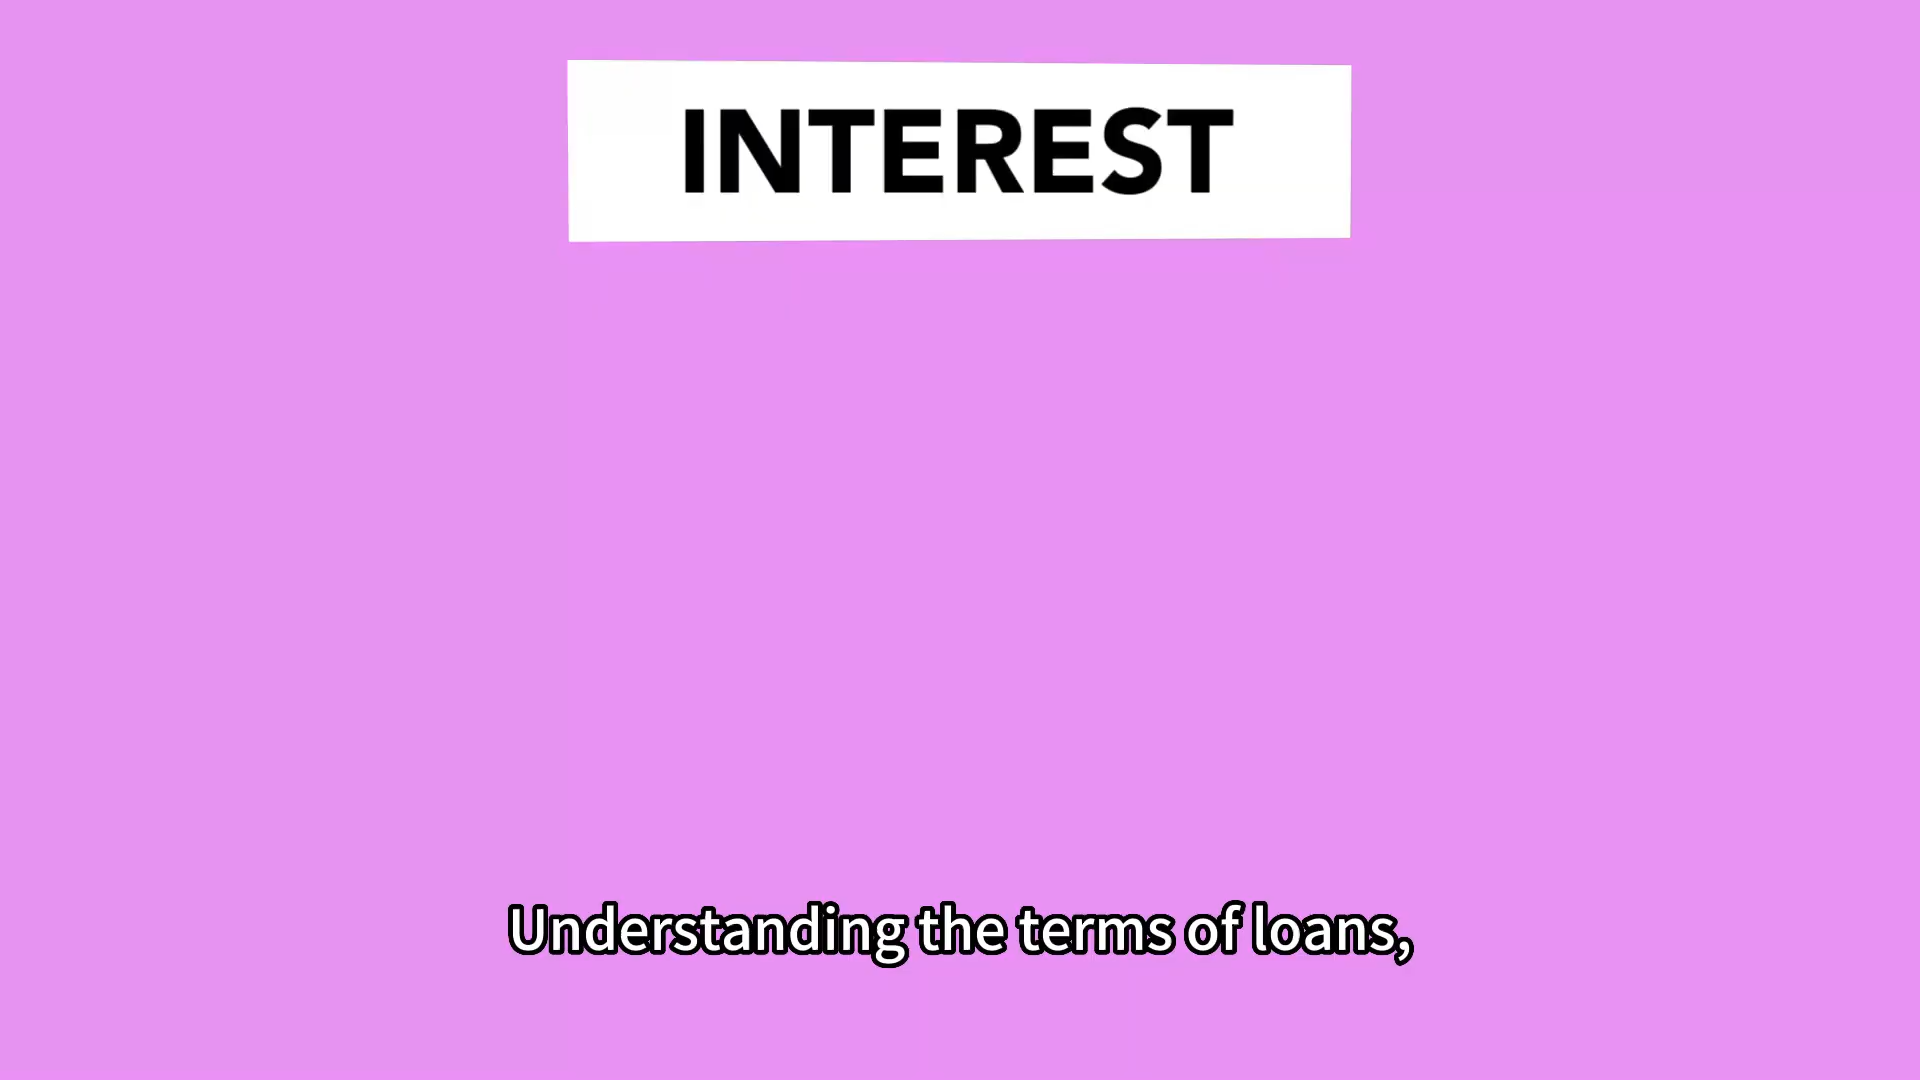 INTEREST
Understanding the terms of loans,